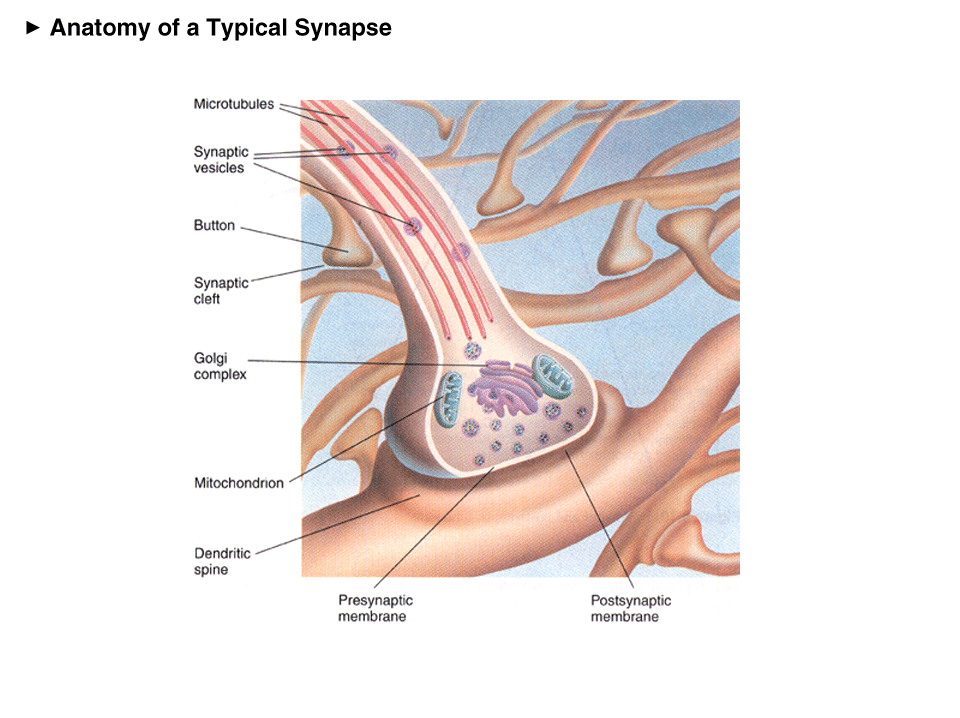 ► Anatomy of a Typical Synapse
Microtubules
Synaptic
vesicles
Button
Synaptic
cleft
Golgi
complex
Mitochondrion
Dendritic
spine
Presynaptic
membrane
Postsynaptic
membrane